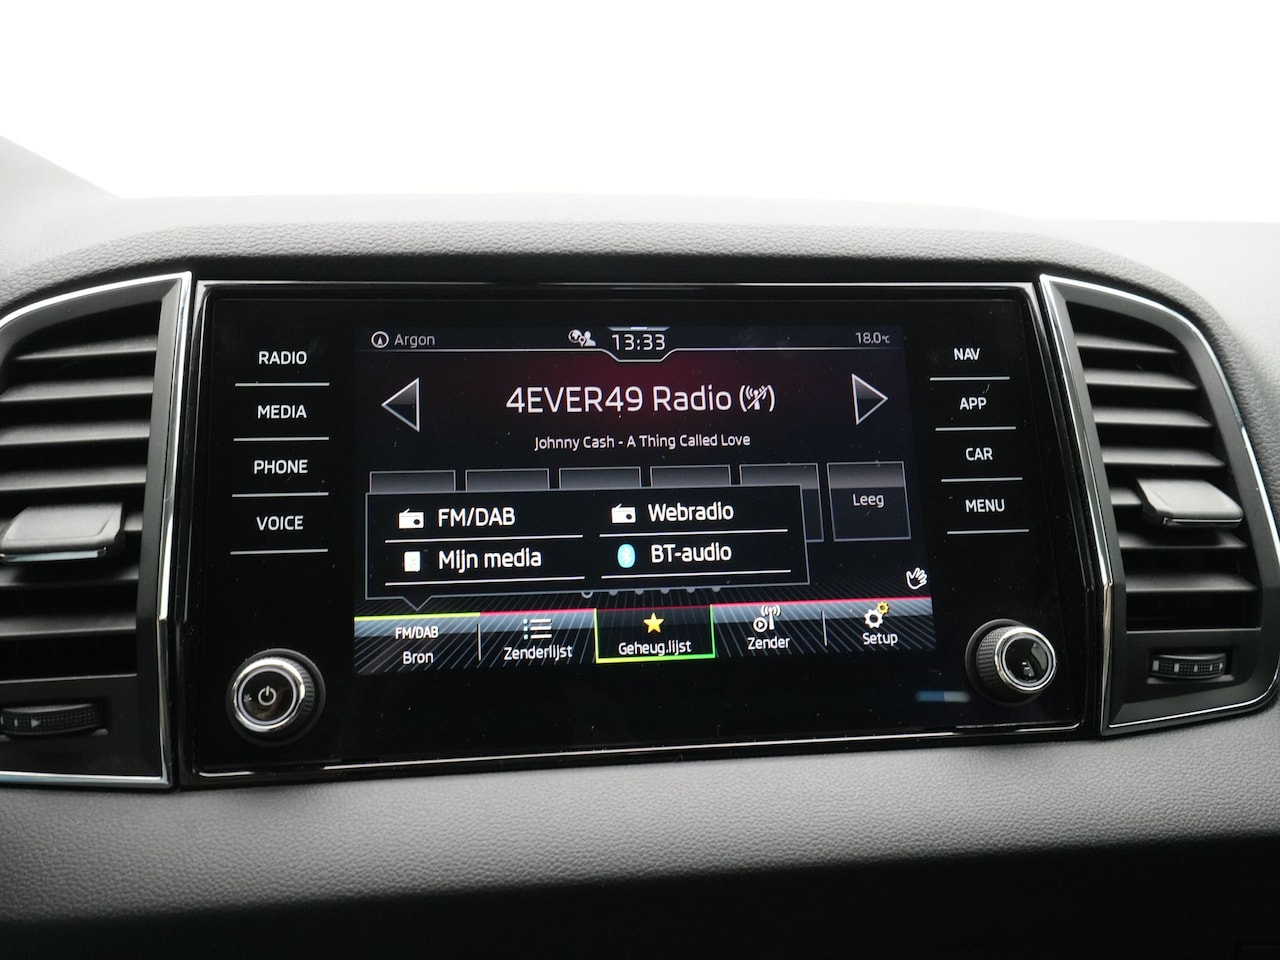 RADIO
MEDIA
PHONE
VOICE
Argon
13:33
18.0°C
4EVER49 Radio
Johnny Cash - A Thing Called Love
Leeg
FM/DAB
Webradio
Mijn media
BT-audio
FM/DAB
Bron
Zenderlijst
Geheug.lijst
Zender
Setup
NAV
APP
CAR
MENU